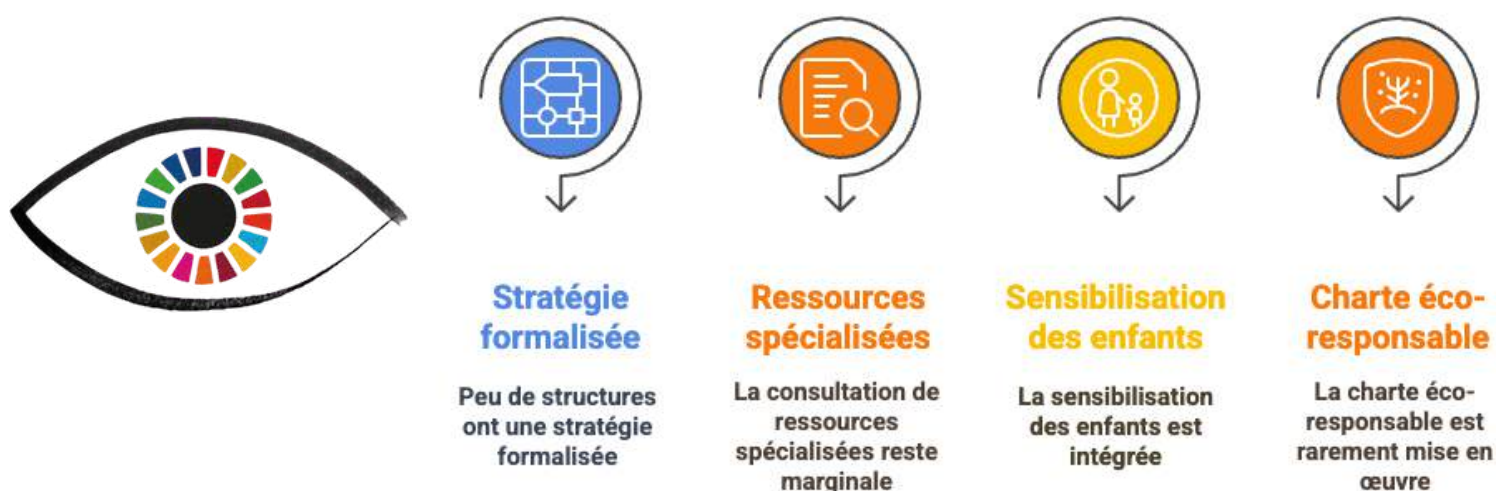 Stratégie
formalisée
Peu de structures
ont une stratégie
formalisée
Ressources
spécialisées
La consultation de
ressources
spécialisées reste
marginale
Sensibilisation
des enfants
La sensibilisation
des enfants est
intégrée
Charte éco-
responsable
La charte éco-
responsable est
rarement mise en
œuvre